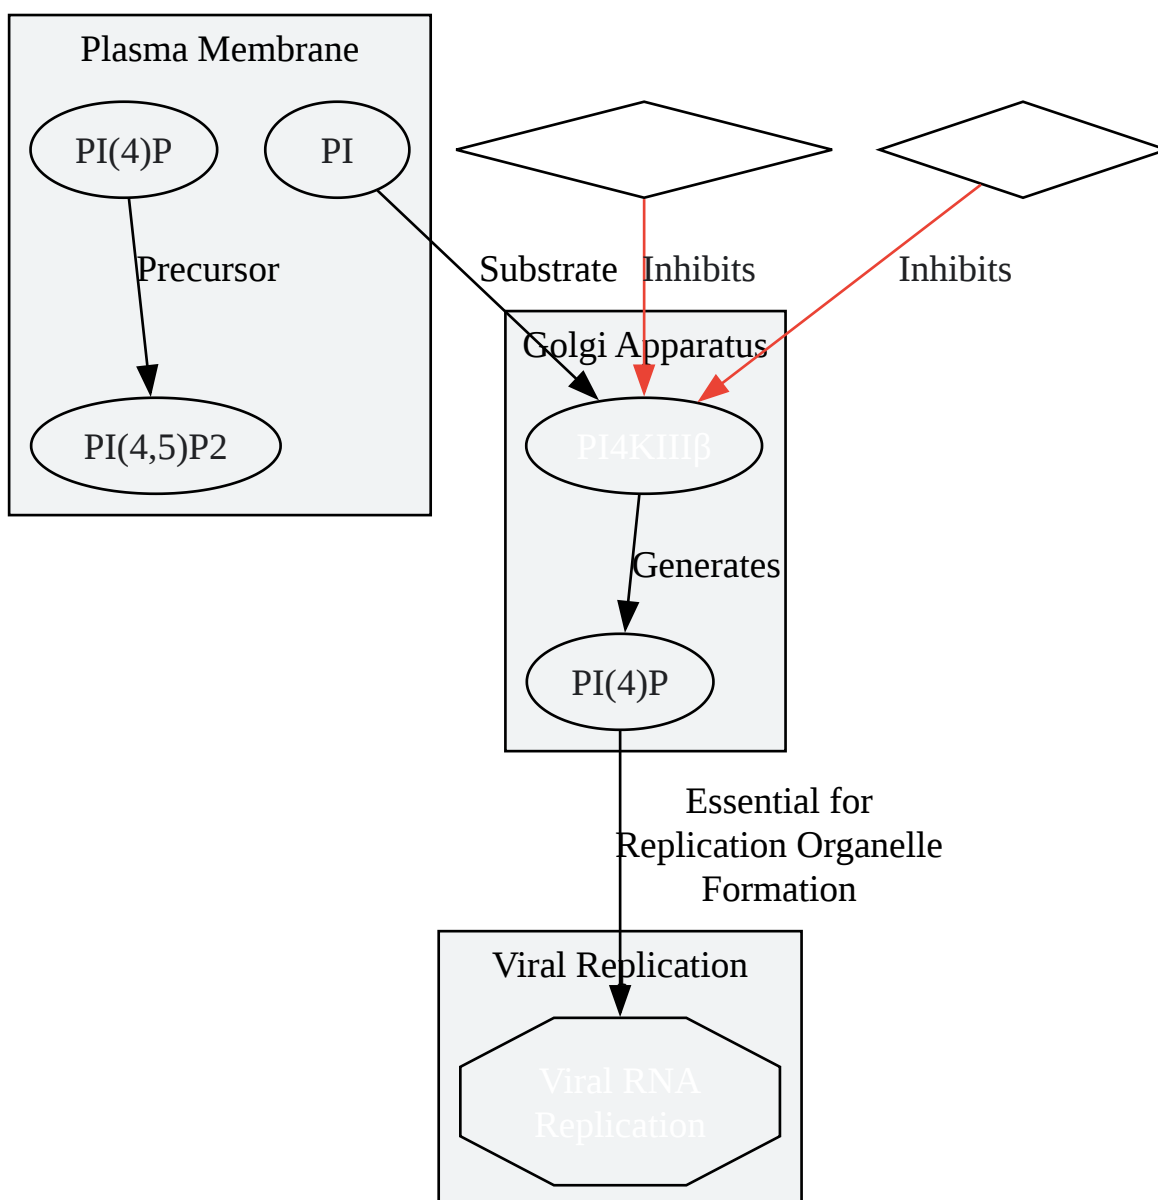 Plasma Membrane
PI(4)P
PI
Precursor
Substrate
Inhibits
Inhibits
Golgi Apparatus
PI(4,5)P2
PI4KIIIβ
Generates
PI(4)P
Essential for
Replication Organelle
Formation
Viral Replication
Viral RNA
Replication